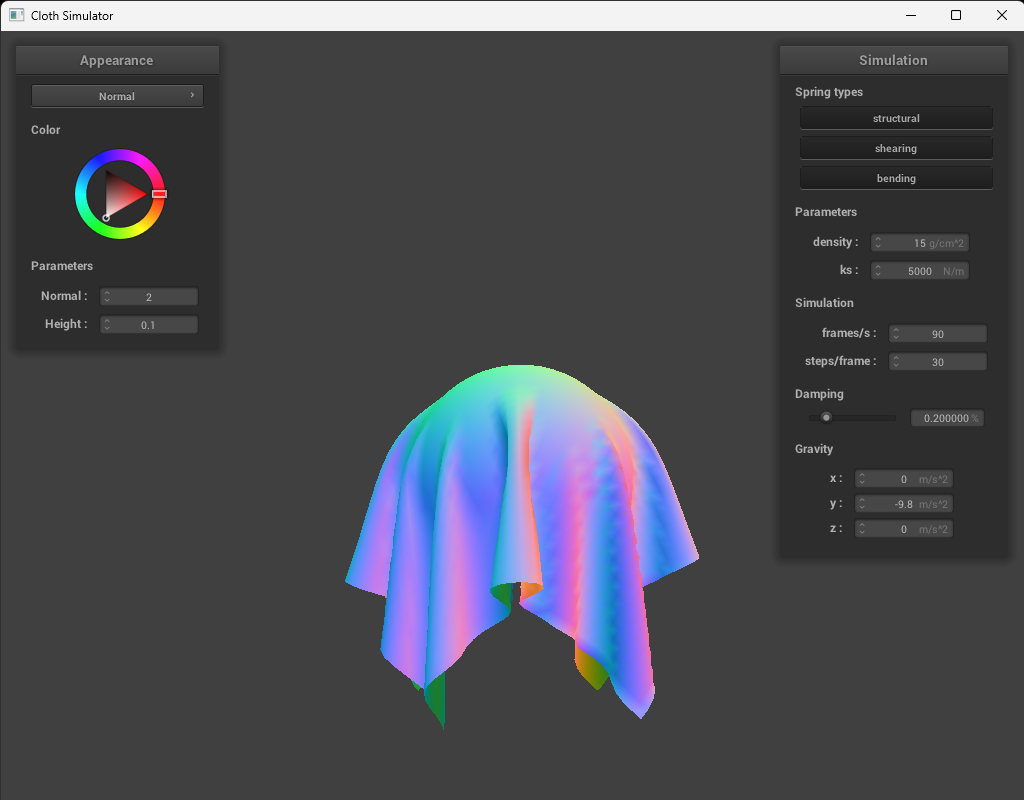 Cloth Simulator
Appearance
Normal
Color
Parameters
Normal : 2
Height : 0.1
Simulation
Spring types
structural
shearing
bending
Parameters
density : 15 g/cm^2
ks : 5000 N/m
Simulation
frames/s : 90
steps/frame : 30
Damping
0.200000 %
Gravity
x : 0 m/s^2
y : -9.8 m/s^2
z : 0 m/s^2